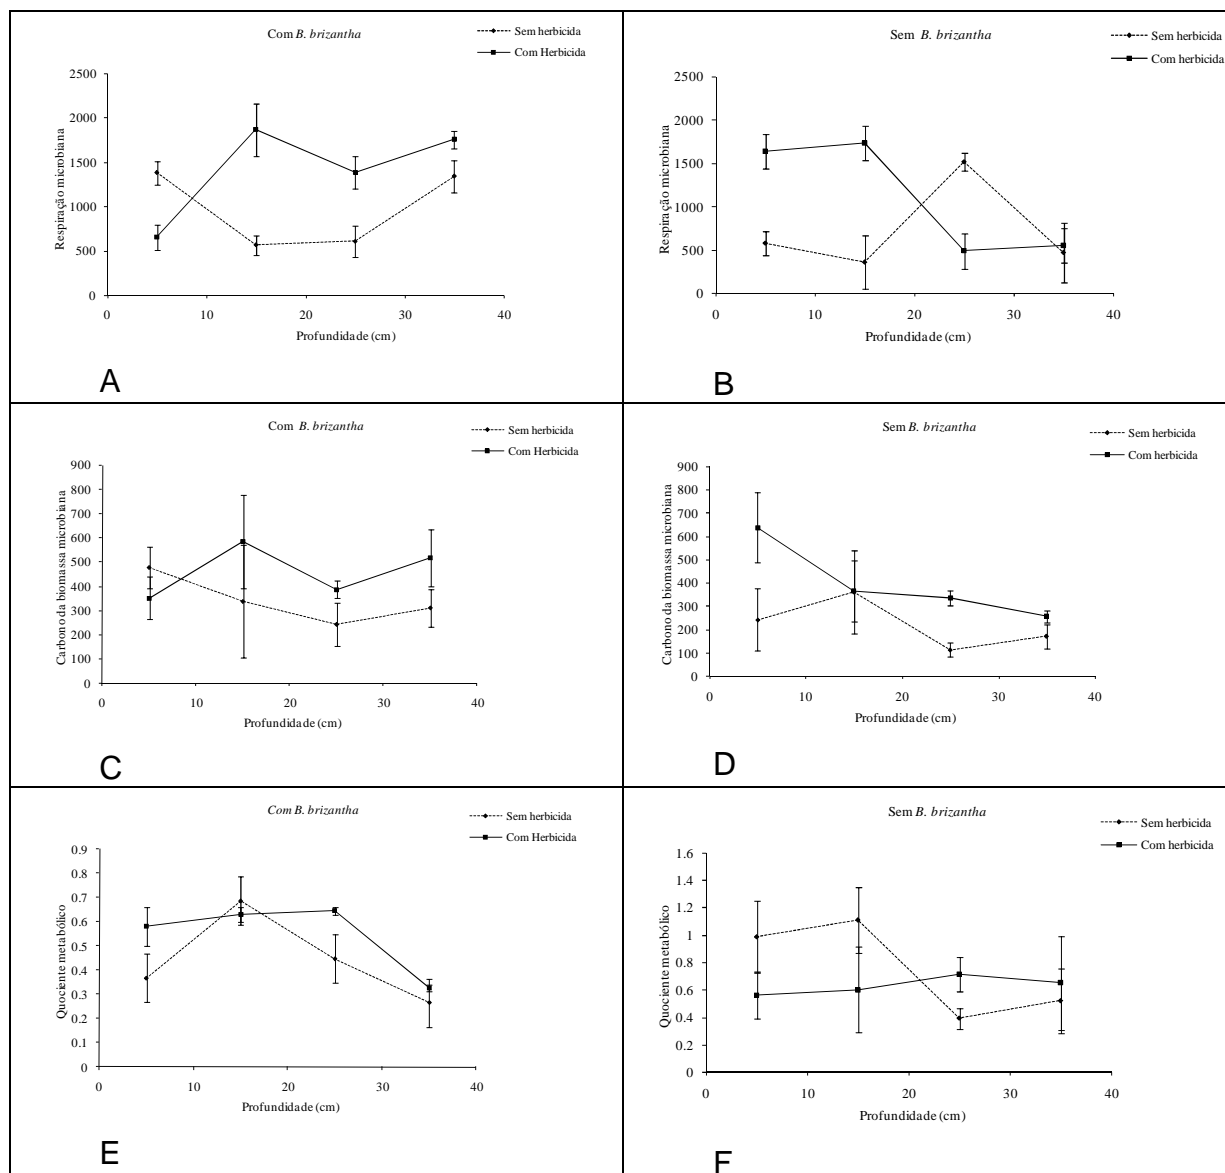 Com B. brizantha
Sem herbicida
Com Herbicida
2500
2000
1500
1000
500
0
0 10 20 30 40
Respiração microbiana
Profundidade (cm)
A
Sem B. brizantha
Sem herbicida
Com herbicida
2500
2000
1500
1000
500
0
0 10 20 30 40
Respiração microbiana
Profundidade (cm)
B
Com B. brizantha
Sem herbicida
Com Herbicida
900
800
700
600
500
400
300
200
100
0
0 10 20 30 40
Carbono da biomassa microbiana
Profundidade (cm)
C
Sem B. brizantha
Sem herbicida
Com herbicida
900
800
700
600
500
400
300
200
100
0
0 10 20 30 40
Carbono da biomassa microbiana
Profundidade (cm)
D
Com B. brizantha
Sem herbicida
Com Herbicida
0.9
0.8
0.7
0.6
0.5
0.4
0.3
0.2
0.1
0
0 10 20 30 40
Quociente metabólico
Profundidade (cm)
E
Sem B. brizantha
Sem herbicida
Com herbicida
1.6
1.4
1.2
1
0.8
0.6
0.4
0.2
0
0 10 20 30 40
Quociente metabólico
Profundidade (cm)
F